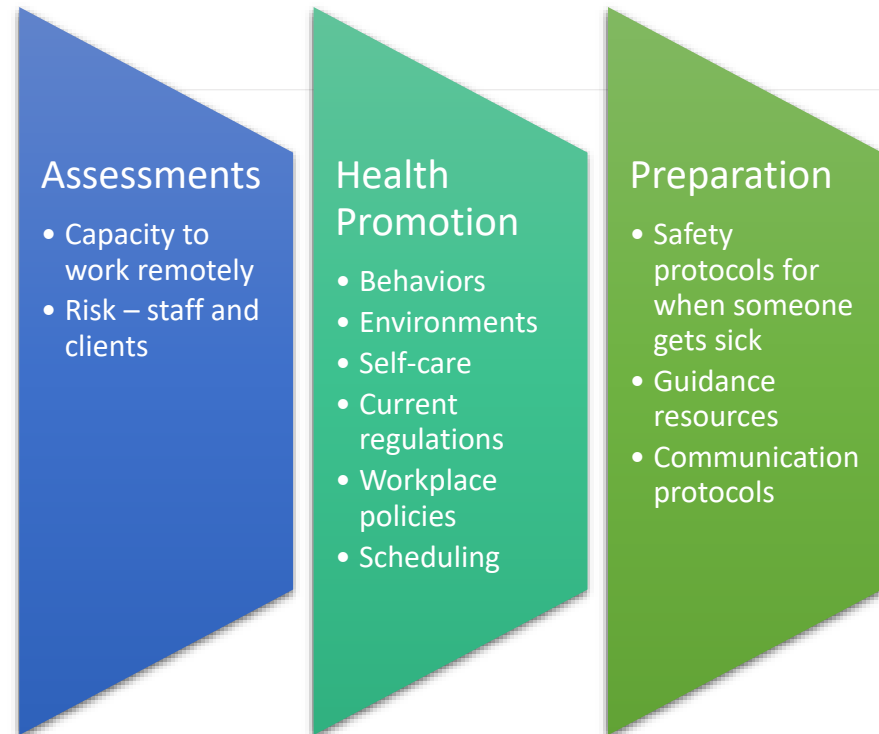 Assessments
• Capacity to
work remotely
• Risk – staff and
clients
Health
Promotion
• Behaviors
• Environments
• Self-care
• Current
regulations
• Workplace
policies
• Scheduling
Preparation
• Safety
protocols for
when someone
gets sick
• Guidance
resources
• Communication
protocols